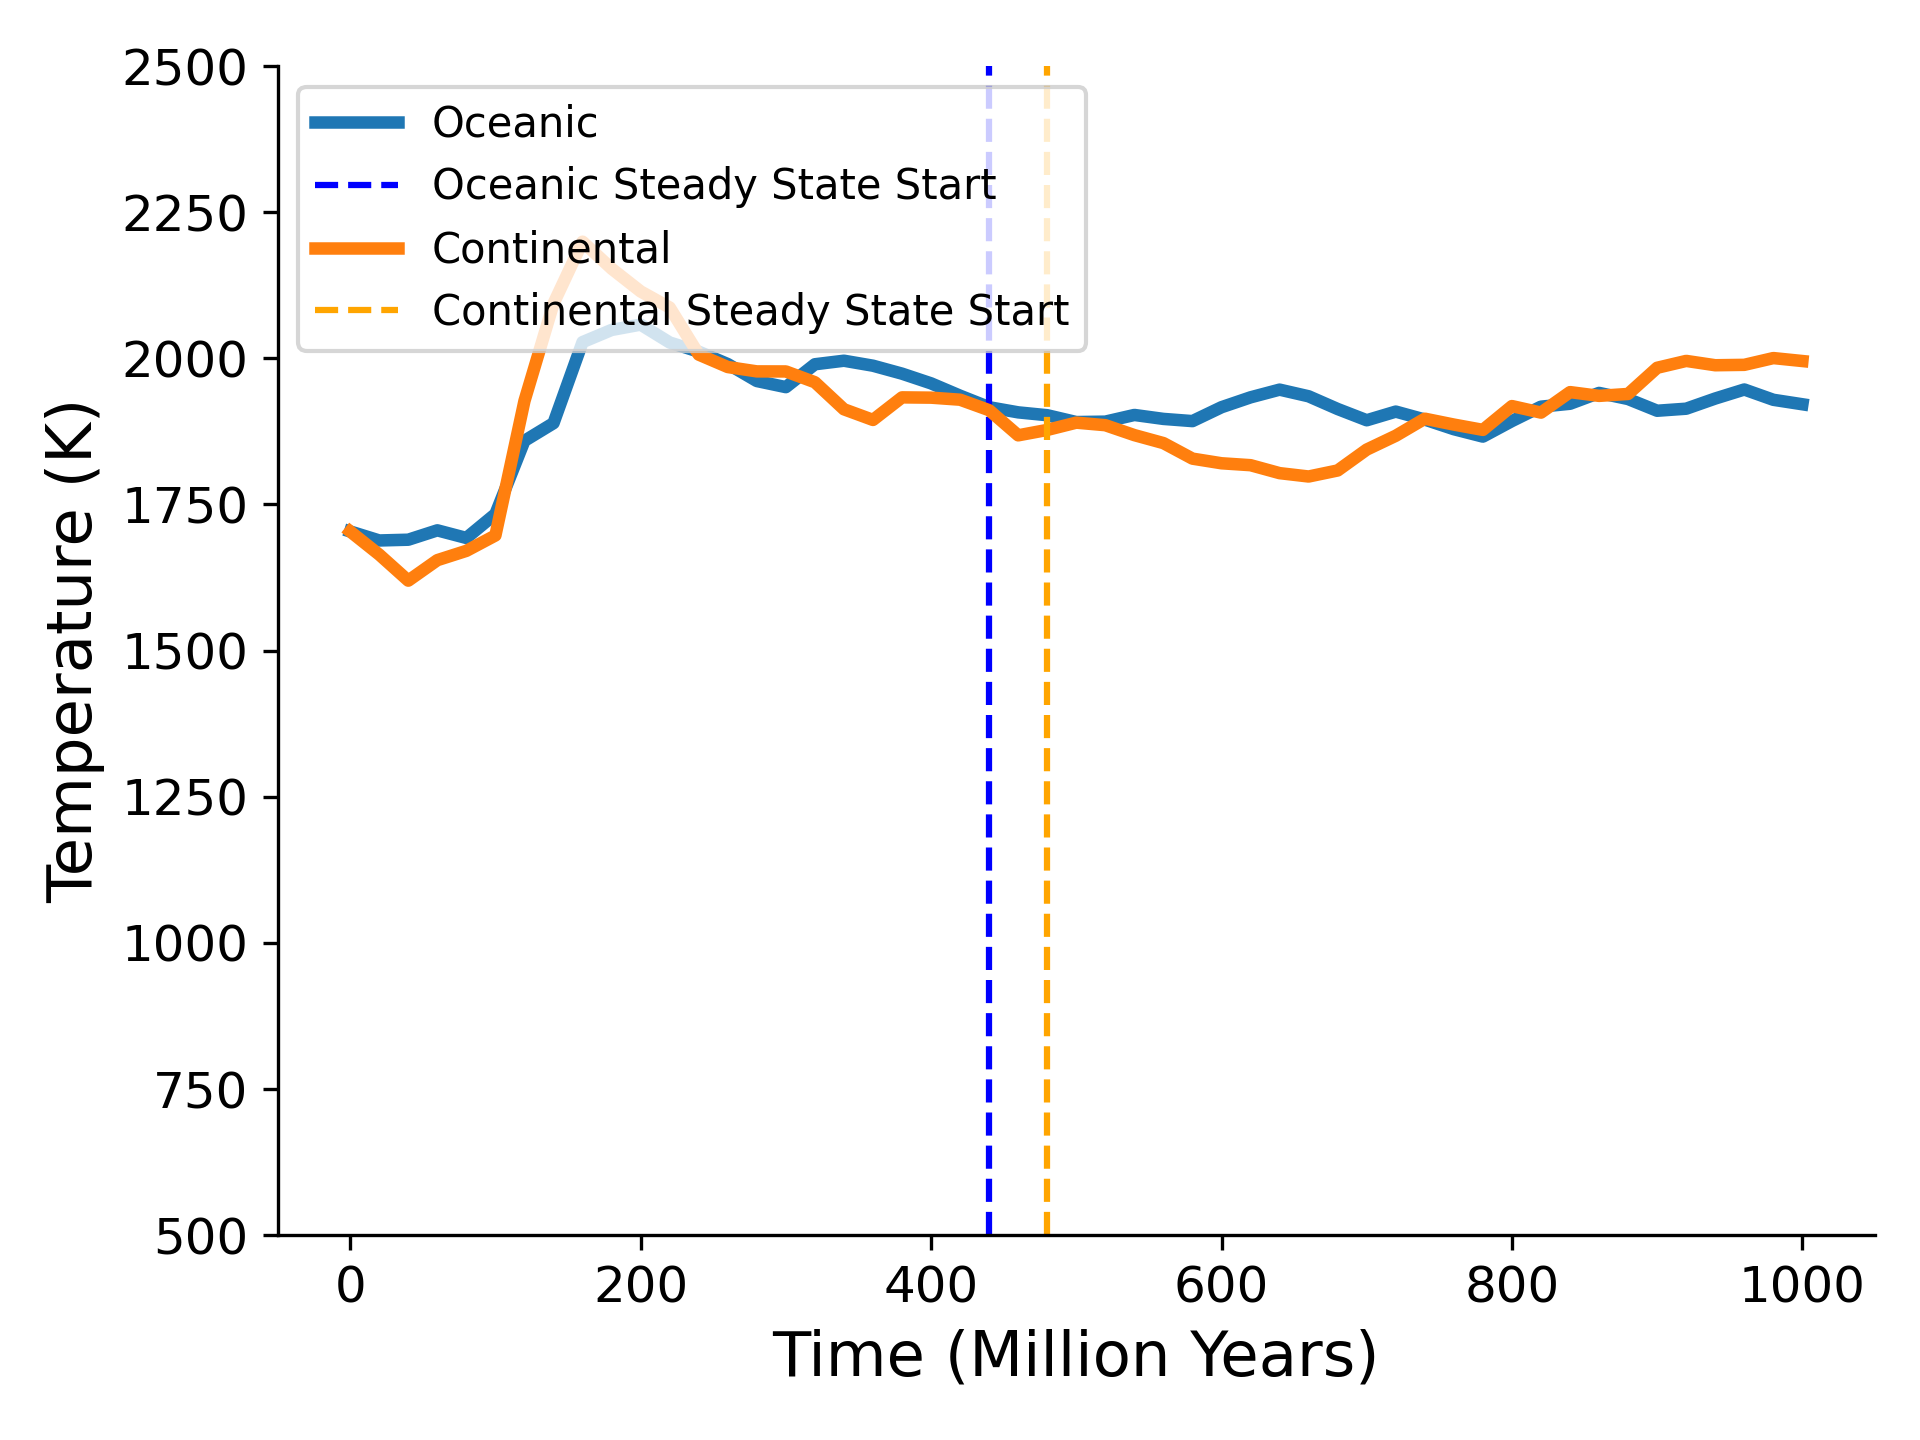 2500
2250
2000
1750
1500
1250
1000
750
500
Temperature (K)
Oceanic
Oceanic Steady State Start
Continental
Continental Steady State Start
0 200 400 600 800 1000
Time (Million Years)